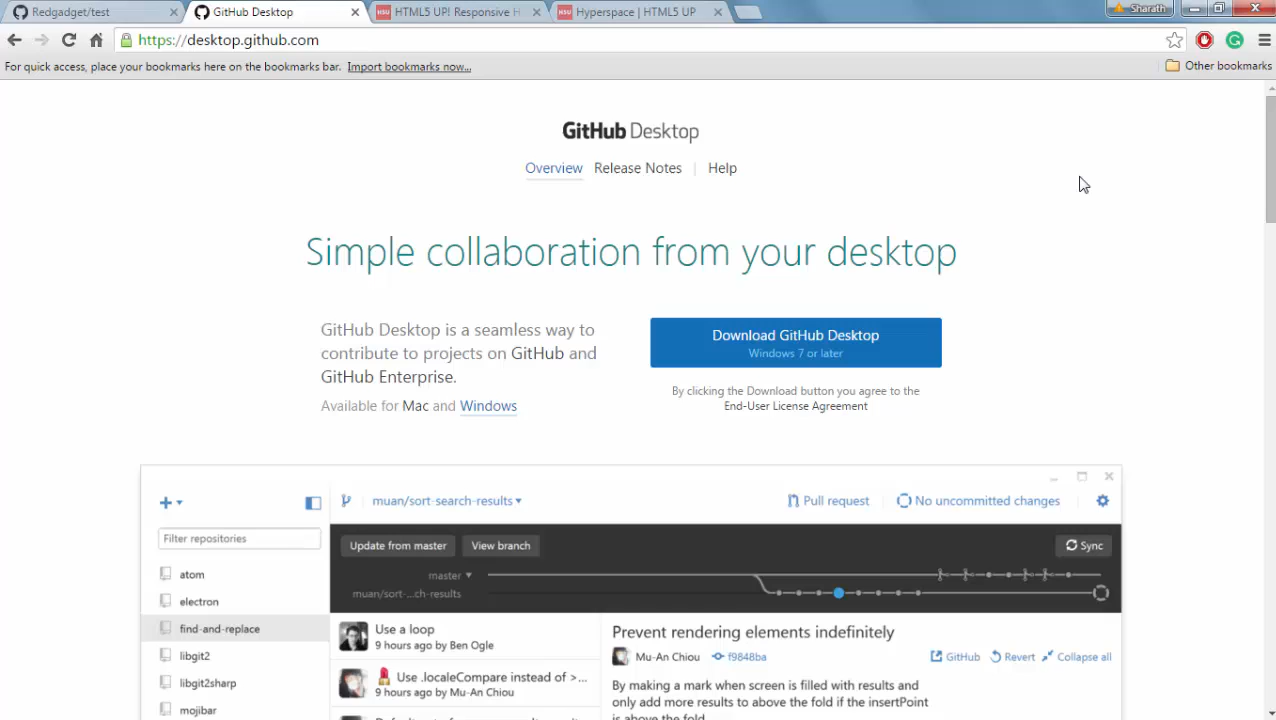 Redgadget/test
GitHub Desktop
HTML5 UP! Responsive H
Hyperspace | HTML5 UP
Sharath
https://desktop.github.com
For quick access, place your bookmarks here on the bookmarks bar. Import bookmarks now...
Other bookmarks
GitHub Desktop
Overview
Release Notes
Help
Simple collaboration from your desktop
GitHub Desktop is a seamless way to
contribute to projects on GitHub and
GitHub Enterprise.
Available for Mac and Windows
Download GitHub Desktop
Windows 7 or later
By clicking the Download button you agree to the
End-User License Agreement
muan/sort-search-results
Pull request
No uncommitted changes
Filter repositories
Update from master
View branch
Sync
master
muan/sort-...ch-results
atom
electron
find-and-replace
libgit2
libgit2sharp
mojibar
Use a loop
9 hours ago by Ben Ogle
Use .localeCompare instead of >...
9 hours ago by Mu-An Chiou
Prevent rendering elements indefinitely
Mu-An Chiou
f9848ba
GitHub
Revert
Collapse all
By making a mark when screen is filled with results and
only add more results to above the fold if the insertPoint
is above the fold.